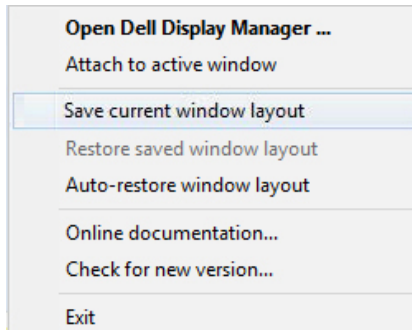 Open Dell Display Manager ...
Attach to active window
Save current window layout
Restore saved window layout
Auto-restore window layout
Online documentation...
Check for new version...
Exit